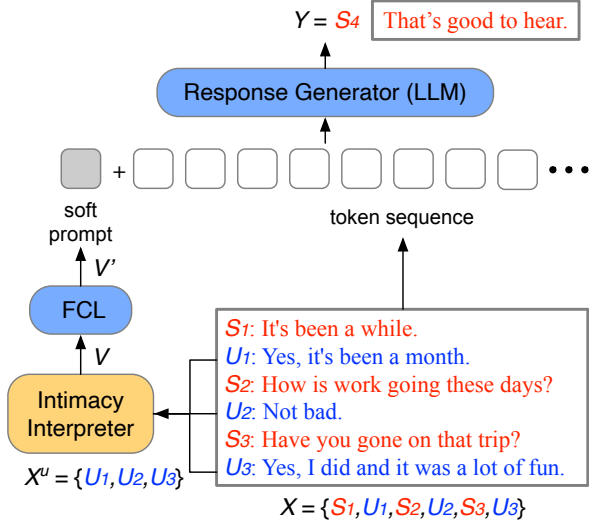 Y = S4 That's good to hear.
Response Generator (LLM)
+ •••
soft prompt
token sequence
V'
FCL
V
Intimacy Interpreter
S1: It's been a while.
U1: Yes, it's been a month.
S2: How is work going these days?
U2: Not bad.
S3: Have you gone on that trip?
U3: Yes, I did and it was a lot of fun.
Xᵘ = {U1,U2,U3}
X = {S1,U1,S2,U2,S3,U3}